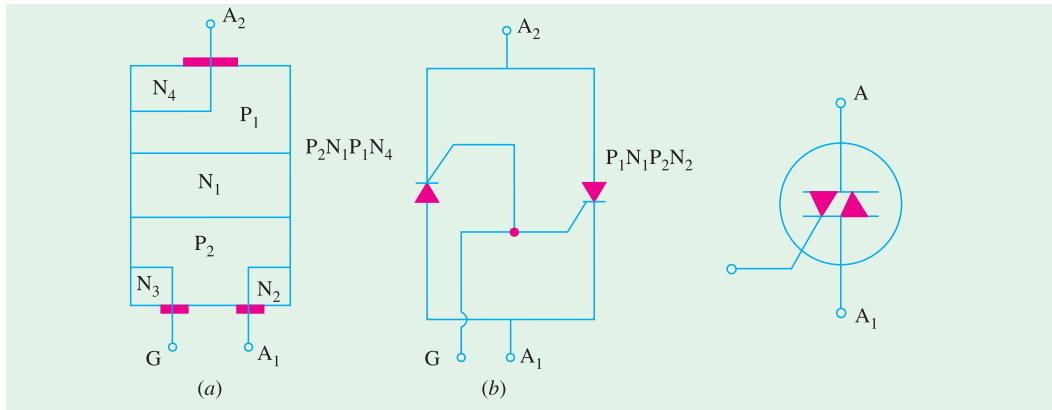 A₂
N₄
P₁
N₁
P₂
N₃
N₂
G
A₁
(a)
P₂N₁P₁N₄
A₂
P₁N₁P₂N₂
G
A₁
(b)
A
A₁